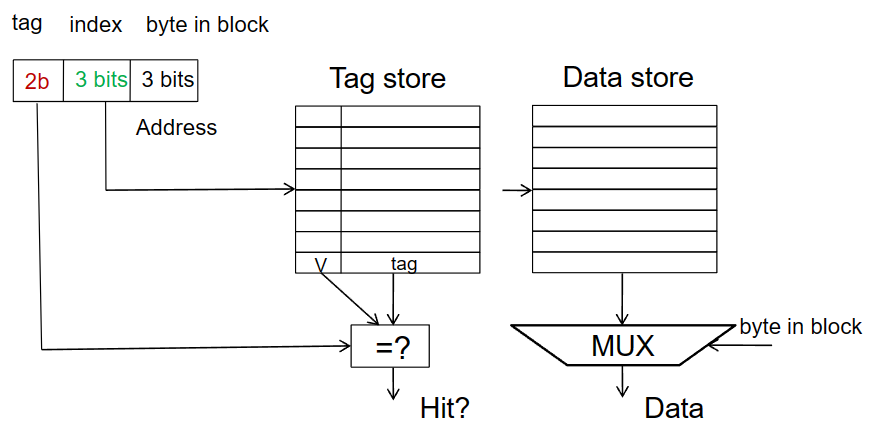 tag index byte in block
2b 3 bits 3 bits
Tag store
Data store
Address
V tag
=?
MUX
byte in block
Hit?
Data